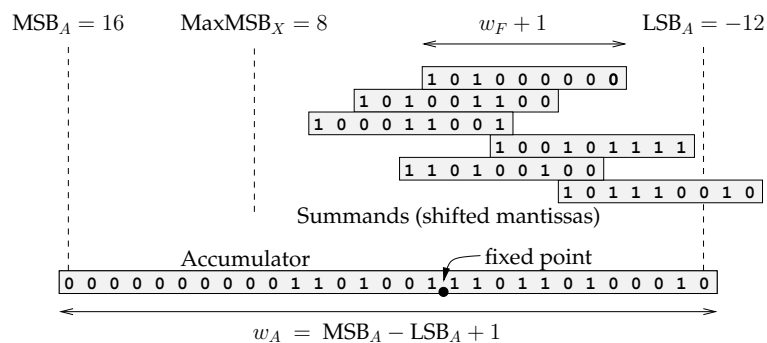 MSB_A = 16 MaxMSB_X = 8 w_F + 1 LSB_A = −12
1 0 1 0 0 0 0 0 0
1 0 1 0 0 1 1 0 0
1 0 0 0 1 1 0 0 1
1 0 0 1 0 1 1 1 1
1 1 0 1 0 0 1 0 0
1 0 1 1 1 0 0 1 0
Summands (shifted mantissas)
Accumulator fixed point
0 0 0 0 0 0 0 0 0 0 1 1 0 1 0 0 1 1 1 0 1 1 0 1 0 0 0 1 0
w_A = MSB_A − LSB_A + 1